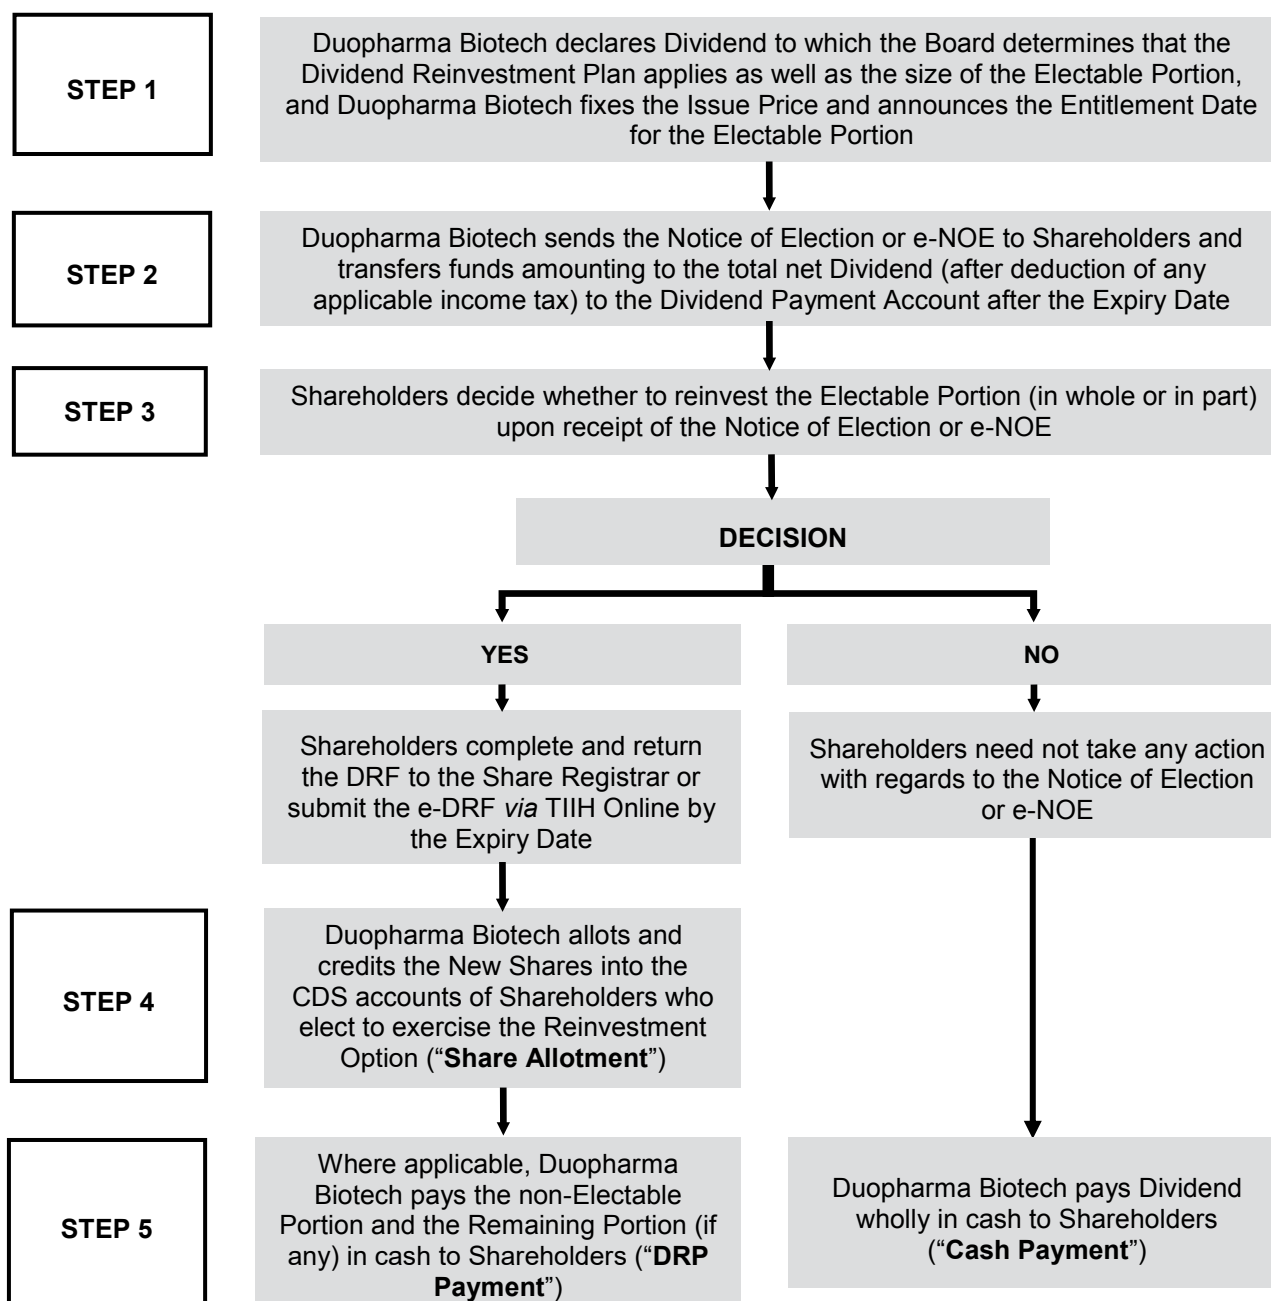 STEP 1
Duopharma Biotech declares Dividend to which the Board determines that the
Dividend Reinvestment Plan applies as well as the size of the Electable Portion,
and Duopharma Biotech fixes the Issue Price and announces the Entitlement Date
for the Electable Portion
STEP 2
Duopharma Biotech sends the Notice of Election or e-NOE to Shareholders and
transfers funds amounting to the total net Dividend (after deduction of any
applicable income tax) to the Dividend Payment Account after the Expiry Date
STEP 3
Shareholders decide whether to reinvest the Electable Portion (in whole or in part)
upon receipt of the Notice of Election or e-NOE
DECISION
YES
NO
Shareholders complete and return
the DRF to the Share Registrar or
submit the e-DRF via TIIH Online by
the Expiry Date
Shareholders need not take any action
with regards to the Notice of Election
or e-NOE
STEP 4
Duopharma Biotech allots and
credits the New Shares into the
CDS accounts of Shareholders who
elect to exercise the Reinvestment
Option (“Share Allotment”)
STEP 5
Where applicable, Duopharma
Biotech pays the non-Electable
Portion and the Remaining Portion (if
any) in cash to Shareholders (“DRP
Payment”)
Duopharma Biotech pays Dividend
wholly in cash to Shareholders
(“Cash Payment”)